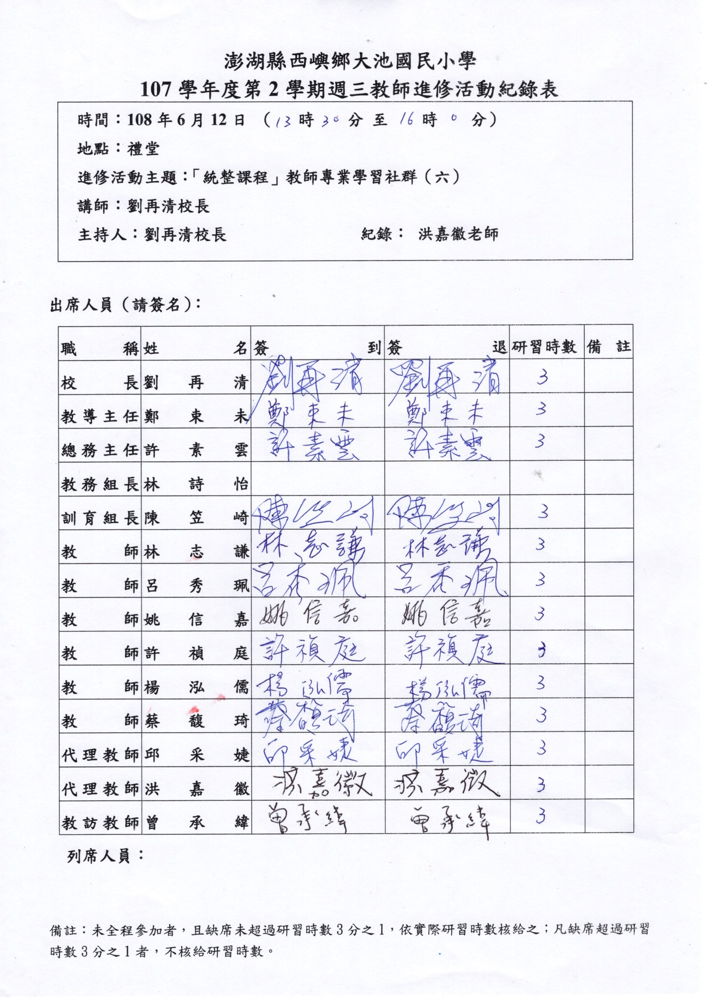 澎湖縣西嶼鄉大池國民小學
107 學年度第 2 學期週三教師進修活動紀錄表
時間：108 年 6 月 12 日 （13 時 30 分 至 16 時 0 分）
地點：禮堂
進修活動主題：「統整課程」教師專業學習社群（六）
講師：劉再清校長
主持人：劉再清校長 紀錄： 洪嘉徽老師
出席人員（請簽名）：
職稱 姓名 簽到 簽退 研習時數 備註
校長 劉再清 劉再清 劉再清 3
教導主任 鄭束未 鄭束未 鄭束未 3
總務主任 許素雲 許素雲 許素雲 3
教務組長 林詩怡
訓育組長 陳笠崎 陳笠崎 陳笠崎 3
教師 林志謙 林志謙 林志謙 3
教師 呂秀珮 呂秀珮 呂秀珮 3
教師 姚信嘉 姚信嘉 姚信嘉 3
教師 許禎庭 許禎庭 許禎庭 3
教師 楊泓儒 楊泓儒 楊泓儒 3
教師 蔡馥琦 蔡馥琦 蔡馥琦 3
代理教師 邱采婕 邱采婕 邱采婕 3
代理教師 洪嘉徽 洪嘉徽 洪嘉徽 3
教訪教師 曾承緯 曾承緯 曾承緯 3
列席人員：
備註：未全程參加者，且缺席未超過研習時數 3 分之 1，依實際研習時數核給之；凡缺席超過研習
時數 3 分之 1 者，不核給研習時數。